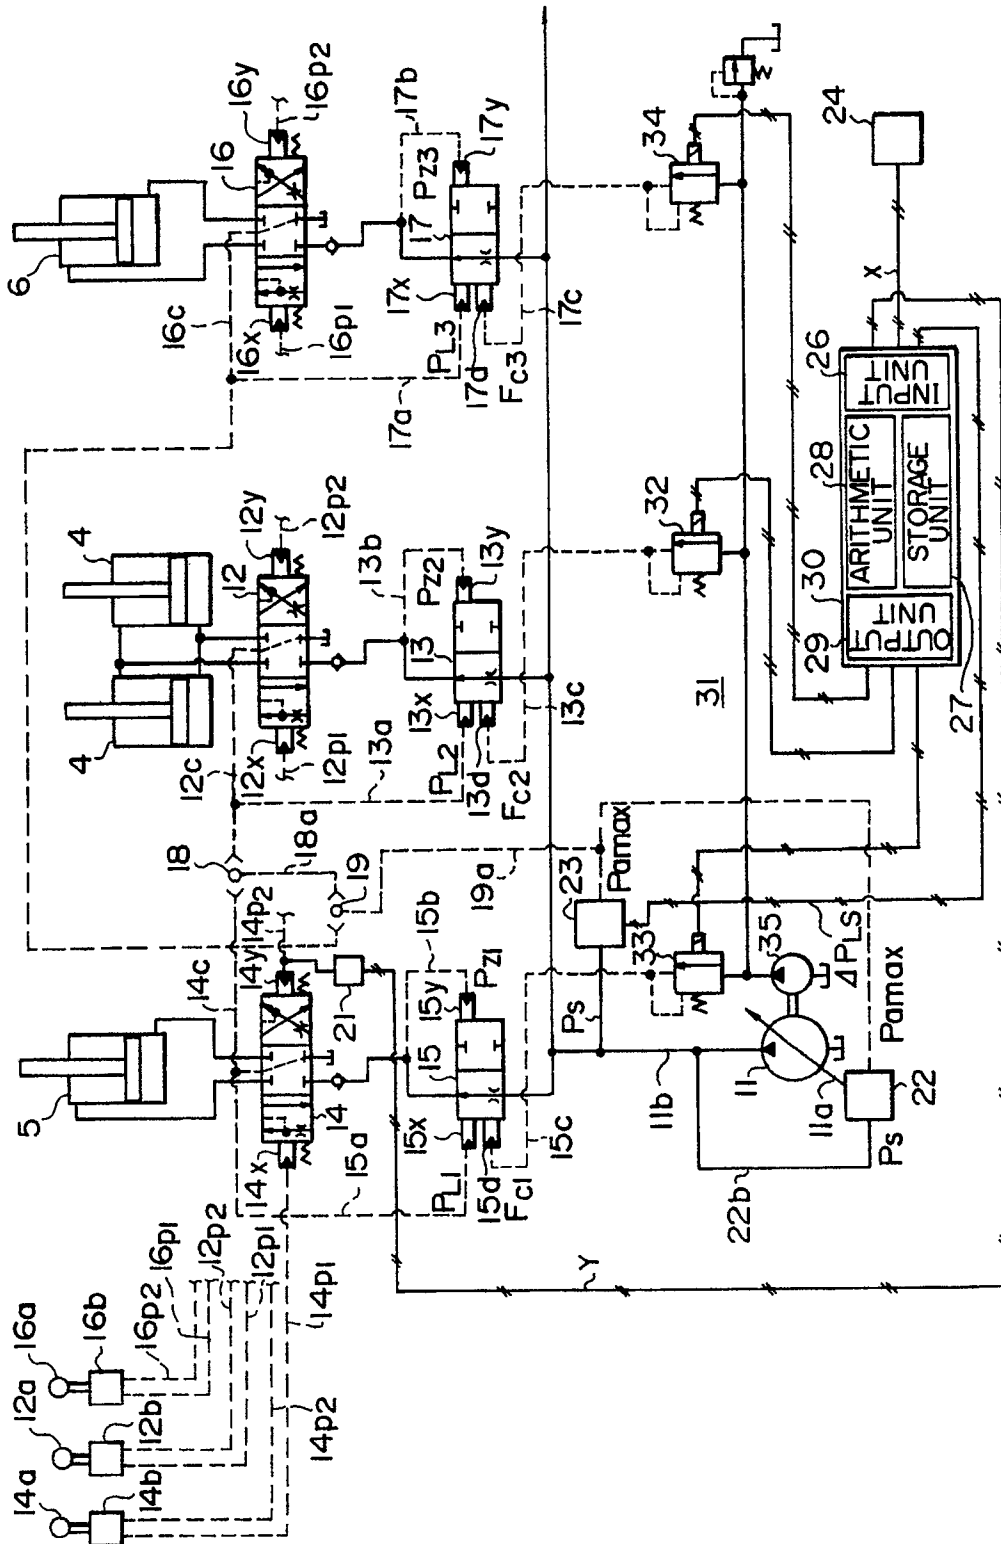 14a
12a
16a
14b
12b
16b
16p1
16p2
16p1
12p2
12p1
14p2
14p1
5
14c
14x
14
14y
14p2
21
15a
15b
15
15x
15y
15d
15c
PL1
FC1
PZ1
4
4
18
18a
19
19a
12c
12x
12p1
12
12y
12p2
13a
13b
13
13x
13y
13d
13c
PL2
FC2
PZ2
6
16c
16x
16p1
16
16y
16p2
17a
17b
17
17x
17y
17d
17c
PL3
FC3
PZ3
Y
Ps
23
Pamax
33
32
34
31
11b
11
11a
22b
Ps
22
35
PLS
Pamax
4
24
X
30
29
28
26
27
OUTPUT
UNIT
ARITHMETIC
UNIT
STORAGE
UNIT
INPUT
UNIT